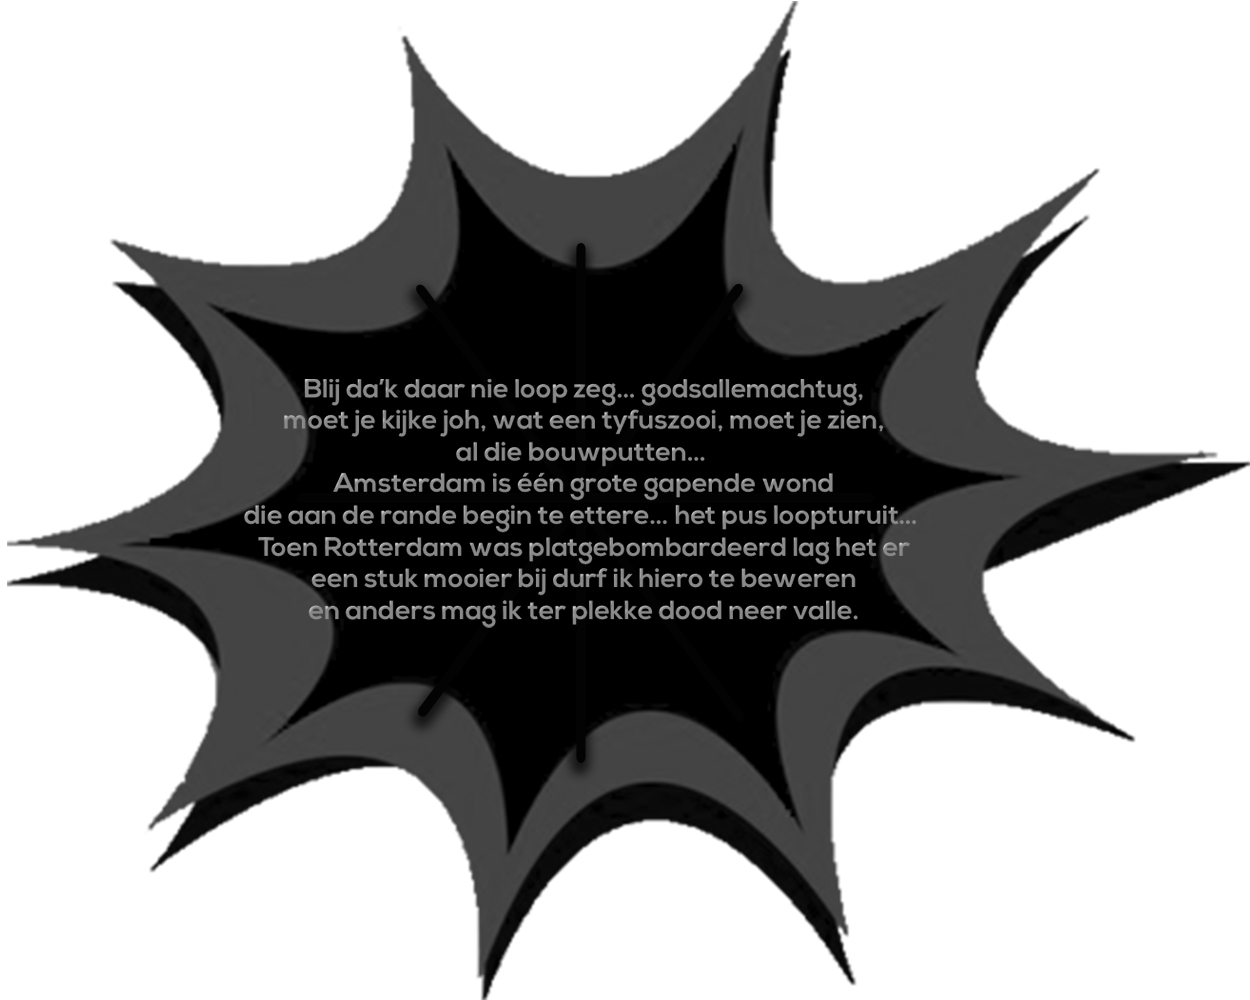 Blij da'k daar nie loop zeg... godsallemachtug,
moet je kijke joh, wat een tyfuszooi, moet je zien,
al die bouwputten...
Amsterdam is één grote gapende wond
die aan de rande begin te ettere... het pus loopturuit...
Toen Rotterdam was platgebombardeerd lag het er
een stuk mooier bij durf ik hiero te beweren
en anders mag ik ter plekke dood neer valle.